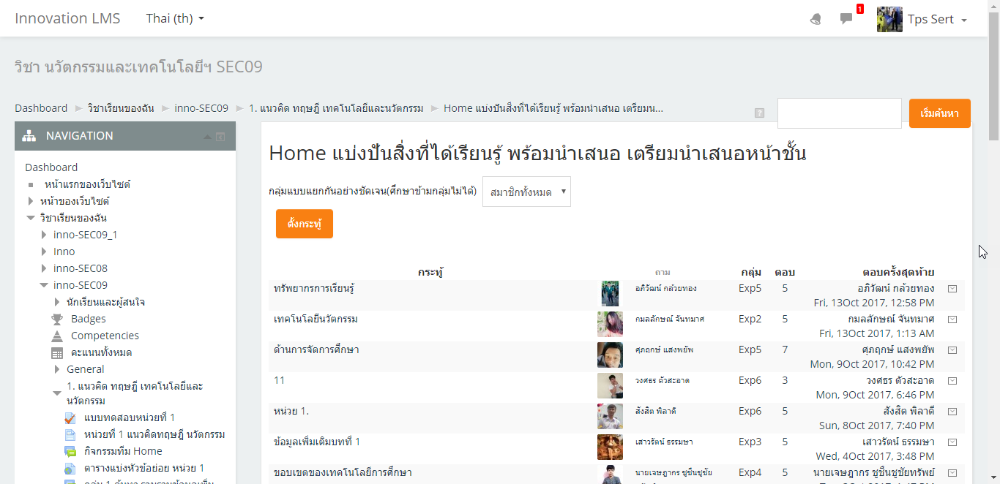 Innovation LMS
Thai (th)
1
Tps Sert
วิชา นวัตกรรมและเทคโนโลยีฯ SEC09
Dashboard
วิชาเรียนของฉัน
inno-SEC09
1. แนวคิด ทฤษฎี เทคโนโลยีและนวัตกรรม
Home แบ่งปันสิ่งที่ได้เรียนรู้ พร้อมนำเสนอ เตรียมน...
เริ่มค้นหา
NAVIGATION
Dashboard
หน้าแรกของเว็บไซต์
หน้าของเว็บไซต์
วิชาเรียนของฉัน
inno-SEC09_1
Inno
inno-SEC08
inno-SEC09
นักเรียนและผู้สนใจ
Badges
Competencies
คะแนนทั้งหมด
General
1. แนวคิด ทฤษฎี เทคโนโลยีและ
นวัตกรรม
แบบทดสอบหน่วยที่ 1
หน่วยที่ 1 แนวคิดทฤษฎี นวัตกรรม
กิจกรรมทีม Home
ตารางแบ่งหัวข้อย่อย หน่วย 1
Home แบ่งปันสิ่งที่ได้เรียนรู้ พร้อมนำเสนอ เตรียมนำเสนอหน้าชั้น
กลุ่มแบบแยกกันอย่างชัดเจน(ศึกษาข้ามกลุ่มไม่ได้) สมาชิกทั้งหมด
ตั้งกระทู้
กระทู้ ถาม กลุ่ม ตอบ ตอบครั้งสุดท้าย
ทรัพยากรการเรียนรู้ อภิวัฒน์ กล้วยทอง Exp5 5 อภิวัฒน์ กล้วยทอง
Fri, 13Oct 2017, 12:58 PM
เทคโนโลยีนวัตกรรม กมลลักษณ์ จันทมาศ Exp2 5 กมลลักษณ์ จันทมาศ
Fri, 13Oct 2017, 1:13 AM
ด้านการจัดการศึกษา ศุภฤกษ์ แสงพยัพ Exp5 7 ศุภฤกษ์ แสงพยัพ
Mon, 9Oct 2017, 10:42 PM
11 วงศธร ตัวสะอาด Exp6 3 วงศธร ตัวสะอาด
Mon, 9Oct 2017, 6:46 PM
หน่วย 1. สังสิต พิลาดี Exp6 5 สังสิต พิลาดี
Sun, 8Oct 2017, 7:40 PM
ข้อมูลเพิ่มเติมบทที่ 1 เสาวรัตน์ ธรรมษา Exp3 5 เสาวรัตน์ ธรรมษา
Wed, 4Oct 2017, 3:48 PM
ขอบเขตของเทคโนโลยีการศึกษา นายเจษฎากร ชูชื่นชูชัย Exp4 5 นายเจษฎากร ชูชื่นชูชัยทรัพย์